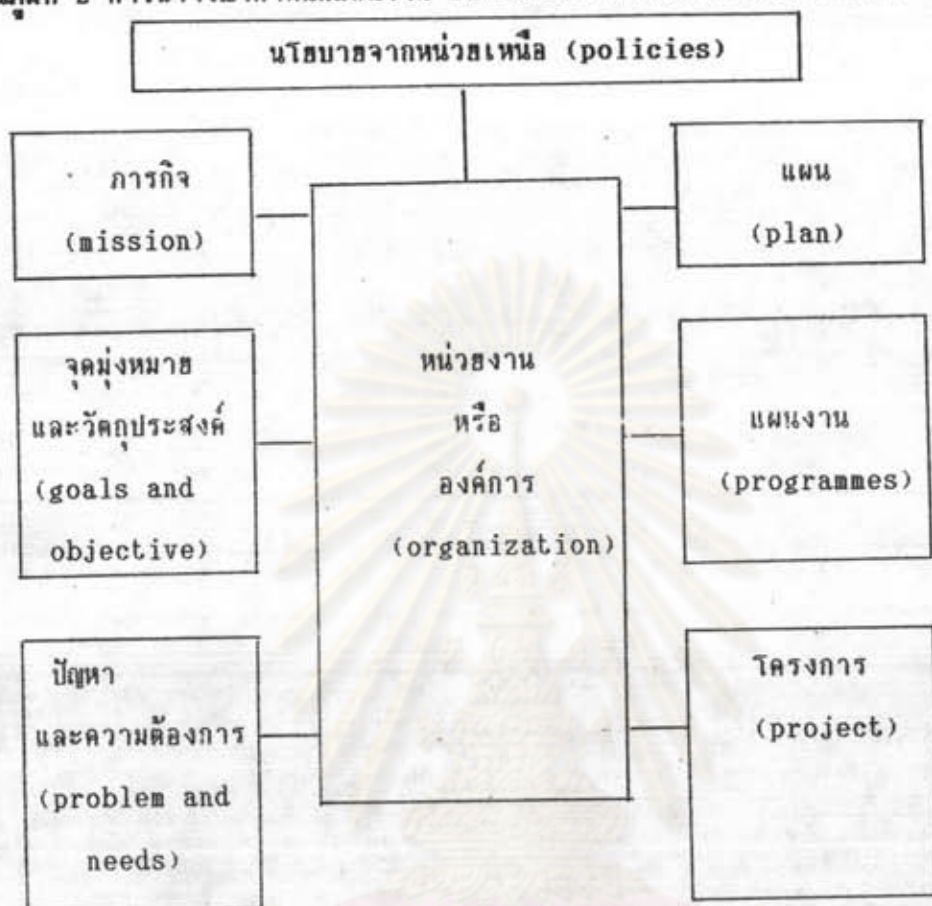 นโยบายจากหน่วยเหนือ (policies)
ภารกิจ
(mission)
แผน
(plan)
จุดมุ่งหมาย
และวัตถุประสงค์
(goals and
objective)
หน่วยงาน
หรือ
องค์การ
(organization)
แผนงาน
(programmes)
ปัญหา
และความต้องการ
(problem and
needs)
โครงการ
(project)